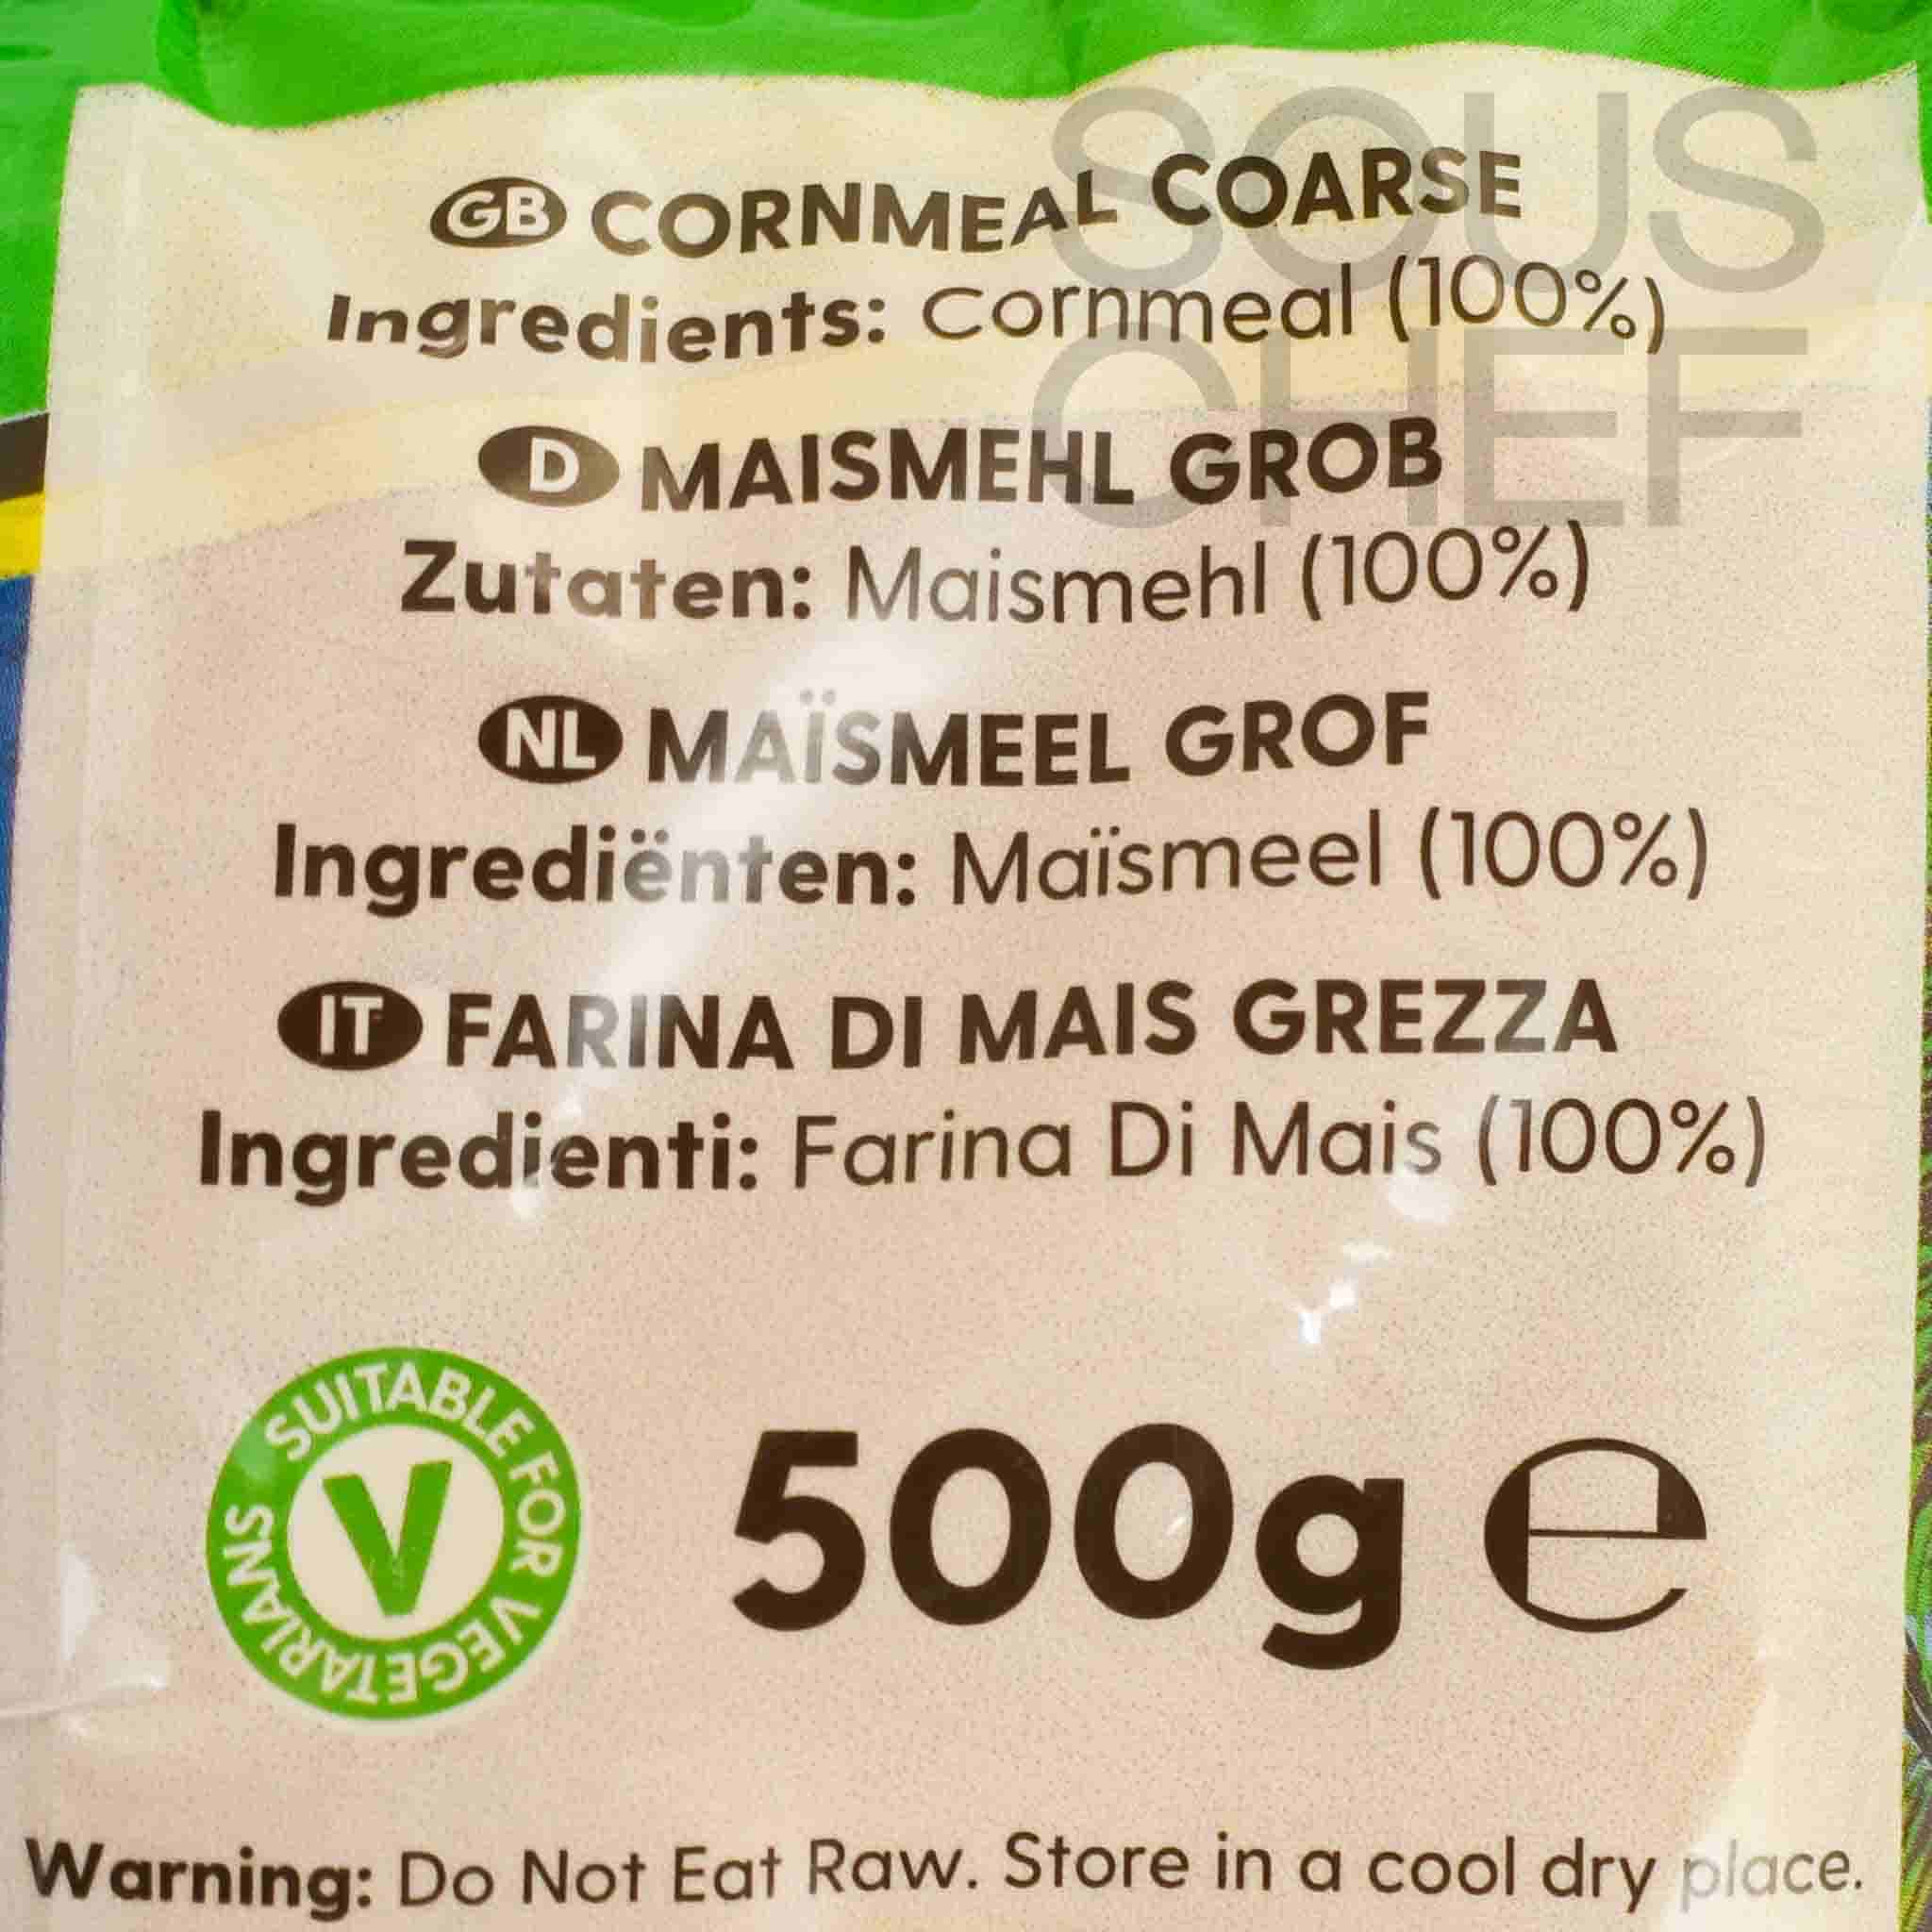 SOUS
CHEF
GB CORNMEAL COARSE
Ingredients: Cornmeal (100%)
D MAISMEHL GROB
Zutaten: Maismehl (100%)
NL MAÏSMEEL GROF
Ingrediënten: Maïsmeel (100%)
IT FARINA DI MAIS GREZZA
Ingredienti: Farina Di Mais (100%)
SUITABLE FOR VEGETARIANS
V
500g ℮
Warning: Do Not Eat Raw. Store in a cool dry place.